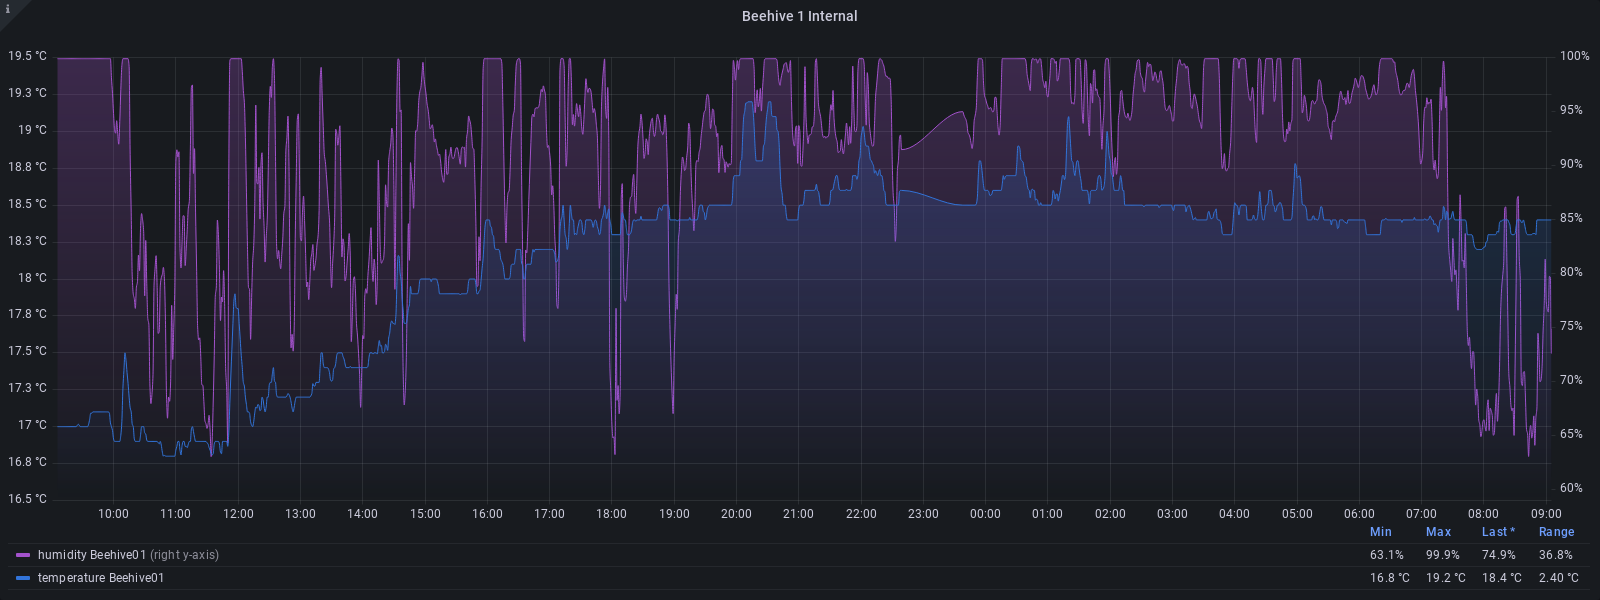 i
Beehive 1 Internal
19.5 °C
19.3 °C
19 °C
18.8 °C
18.5 °C
18.3 °C
18 °C
17.8 °C
17.5 °C
17.3 °C
17 °C
16.8 °C
16.5 °C
100%
95%
90%
85%
80%
75%
70%
65%
60%
10:00 11:00 12:00 13:00 14:00 15:00 16:00 17:00 18:00 19:00 20:00 21:00 22:00 23:00 00:00 01:00 02:00 03:00 04:00 05:00 06:00 07:00 08:00 09:00
Min Max Last * Range
humidity Beehive01 (right y-axis) 63.1% 99.9% 74.9% 36.8%
temperature Beehive01 16.8 °C 19.2 °C 18.4 °C 2.40 °C